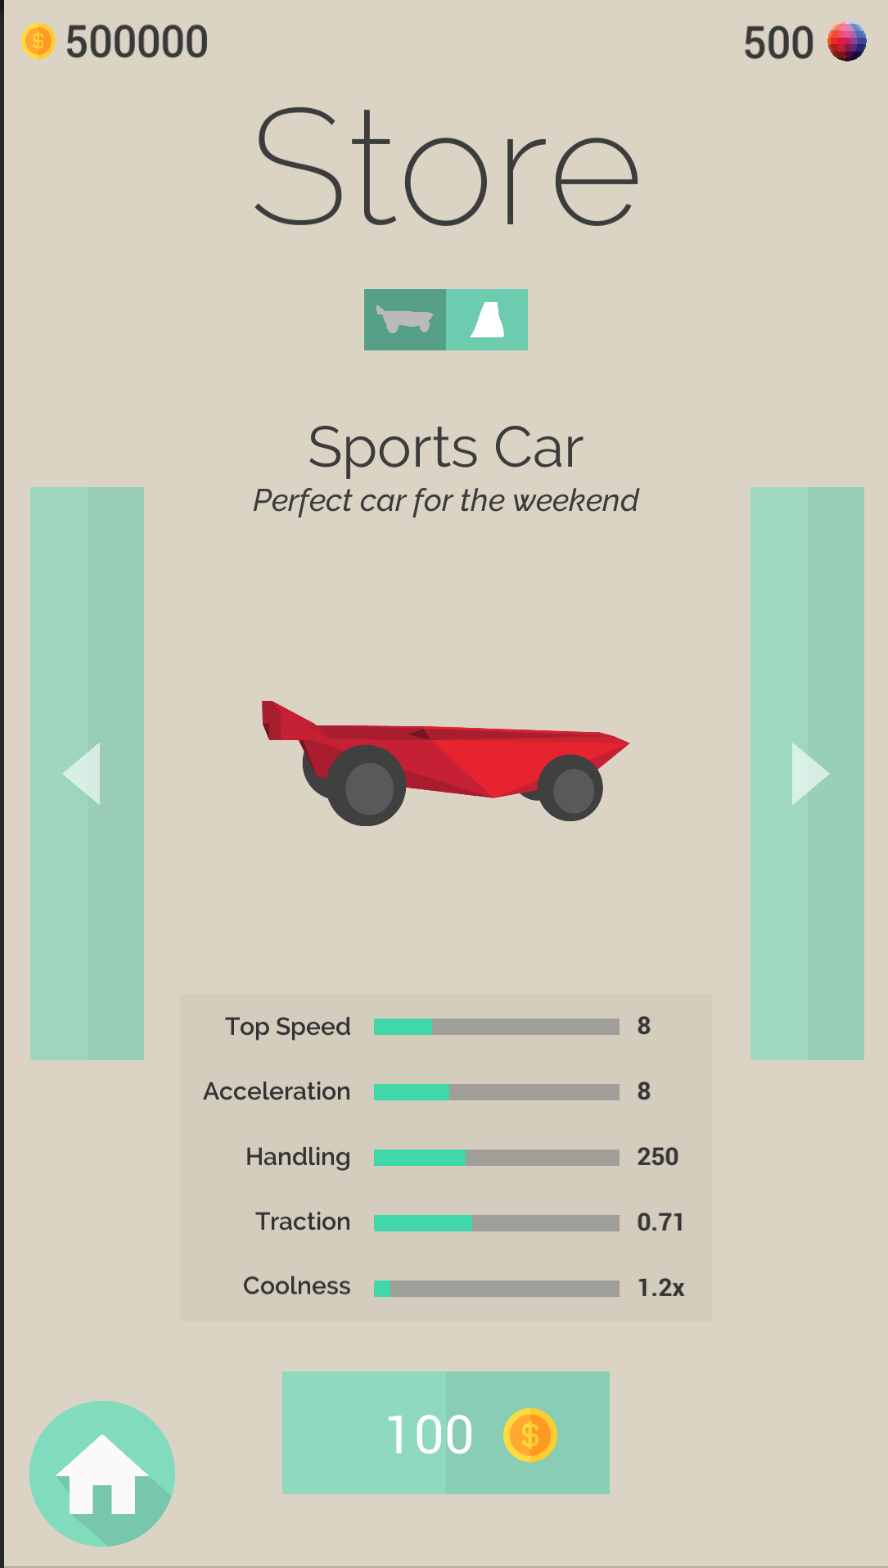 500000
500
Store
Sports Car
Perfect car for the weekend
Top Speed 8
Acceleration 8
Handling 250
Traction 0.71
Coolness 1.2x
100 $